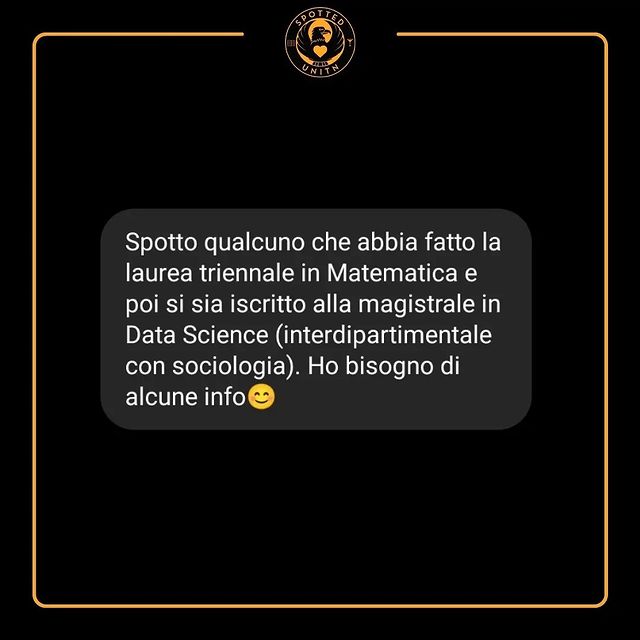 SPOTTED
UNITN
Spotto qualcuno che abbia fatto la
laurea triennale in Matematica e
poi si sia iscritto alla magistrale in
Data Science (interdipartimentale
con sociologia). Ho bisogno di
alcune info😊